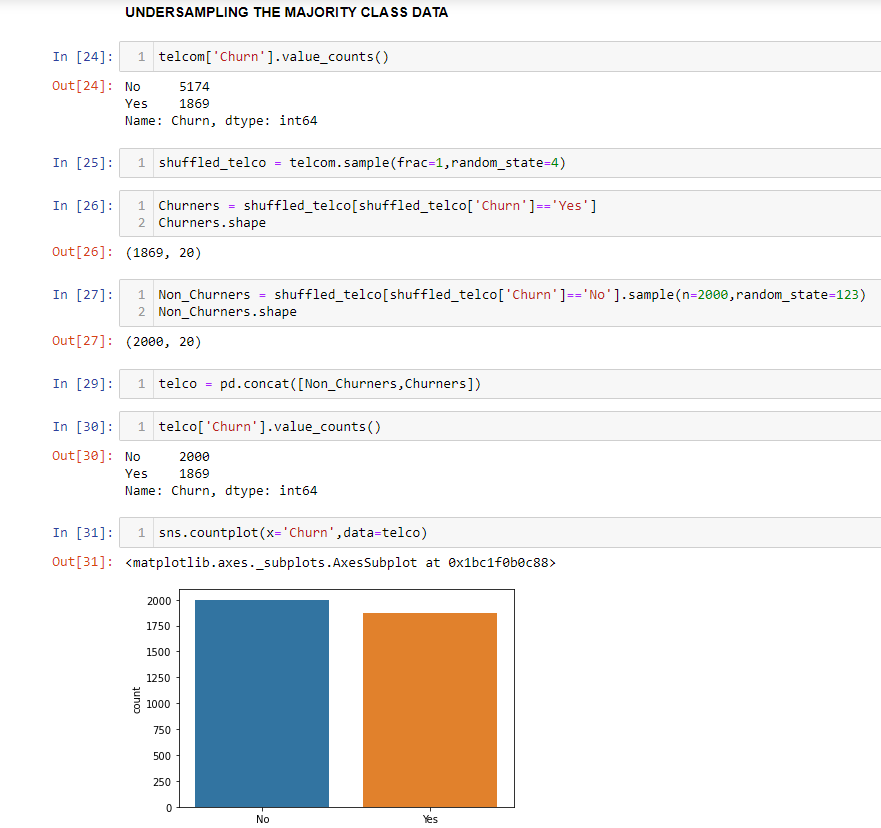 UNDERSAMPLING THE MAJORITY CLASS DATA
In [24]: 1 telcom['Churn'].value_counts()
Out[24]: No 5174
Yes 1869
Name: Churn, dtype: int64
In [25]: 1 shuffled_telco = telcom.sample(frac=1,random_state=4)
In [26]: 1 Churners = shuffled_telco[shuffled_telco['Churn']=='Yes']
2 Churners.shape
Out[26]: (1869, 20)
In [27]: 1 Non_Churners = shuffled_telco[shuffled_telco['Churn']=='No'].sample(n=2000,random_state=123)
2 Non_Churners.shape
Out[27]: (2000, 20)
In [29]: 1 telco = pd.concat([Non_Churners,Churners])
In [30]: 1 telco['Churn'].value_counts()
Out[30]: No 2000
Yes 1869
Name: Churn, dtype: int64
In [31]: 1 sns.countplot(x='Churn',data=telco)
Out[31]: <matplotlib.axes._subplots.AxesSubplot at 0x1bc1f0b0c88>
2000
1750
1500
1250
1000
750
500
250
0
count
No Yes